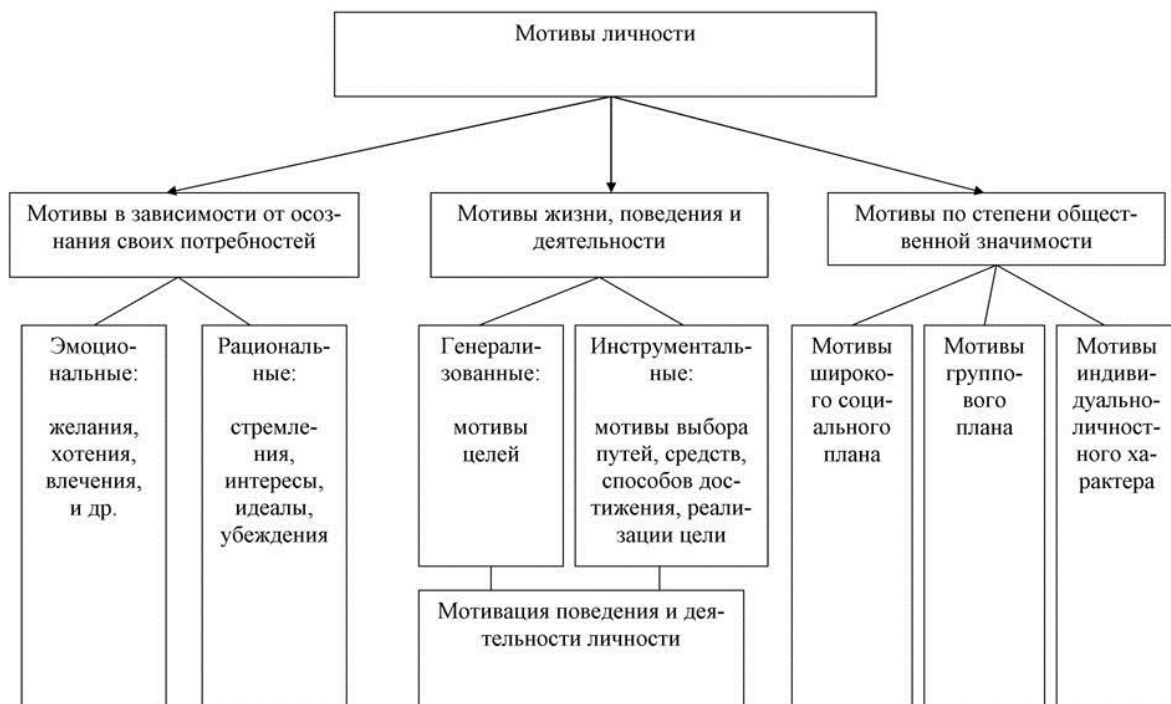 Мотивы личности
Мотивы в зависимости от осоз-
нания своих потребностей
Мотивы жизни, поведения и
деятельности
Мотивы по степени общест-
венной значимости
Эмоцио-
нальные:
желания,
хотения,
влечения,
и др.
Рациональ-
ные:
стремле-
ния,
интересы,
идеалы,
убеждения
Генерали-
зованные:
мотивы
целей
Инструменталь-
ные:
мотивы выбора
путей, средств,
способов дос-
тижения, реали-
зации цели
Мотивы
широко-
го соци-
ального
плана
Мотивы
группо-
вого
плана
Мотивы
индиви-
дуально-
личност-
ного ха-
рактера
Мотивация поведения и дея-
тельности личности